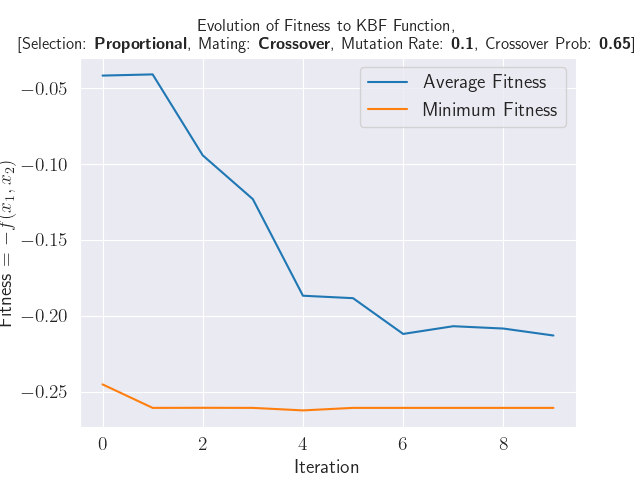 Evolution of Fitness to KBF Function,
[Selection: Proportional, Mating: Crossover, Mutation Rate: 0.1, Crossover Prob: 0.65]
Average Fitness
Minimum Fitness
−0.05
−0.10
−0.15
−0.20
−0.25
Fitness = −f(x₁, x₂)
0 2 4 6 8
Iteration